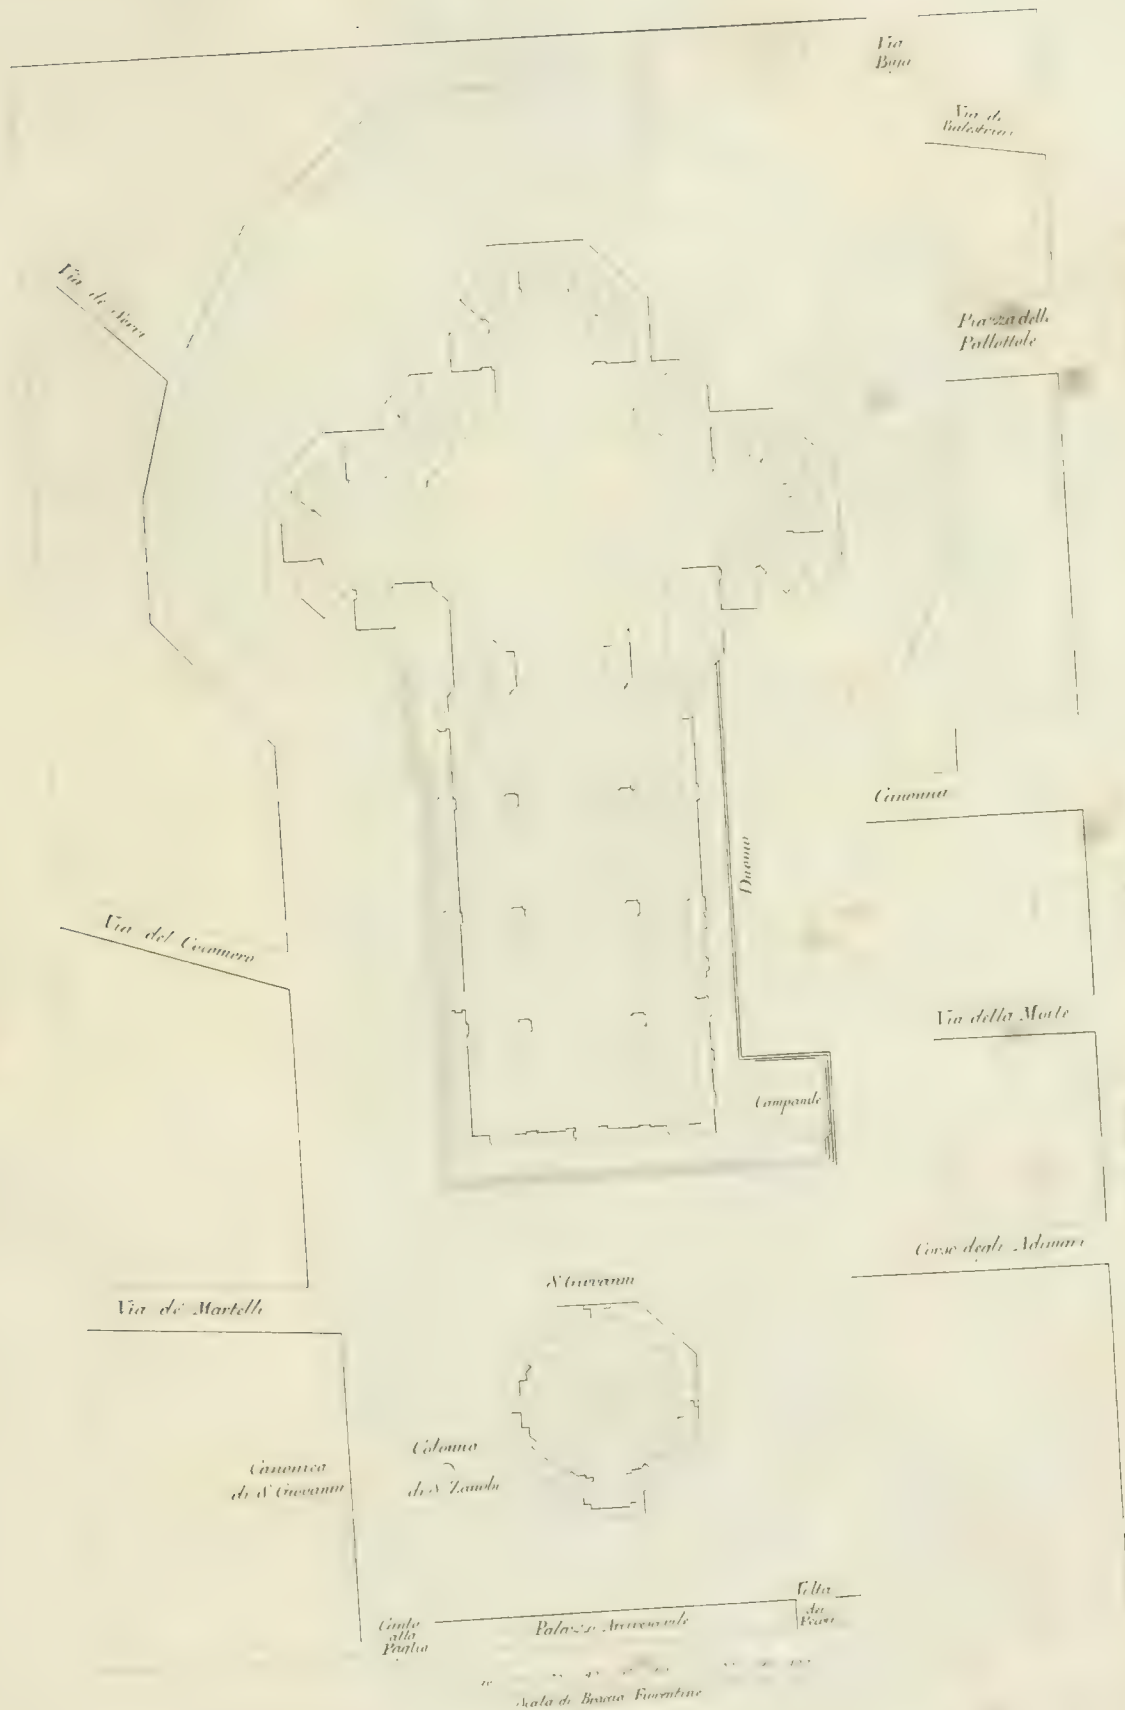 Via
Buja
Via de
Balestrieri
Via de Servi
Piazza delle
Pallottole
Canonica
Duomo
Via del Cocomero
Via della Morte
Campanile
Corso degli Adimari
S. Giovanni
Via de' Martelli
Colonna
di S. Zanobi
Canonica
di S. Giovanni
Volta
dei
Canto
alla
Paglia
Palazzo Arcivescovile
Scala di Braccia Fiorentine